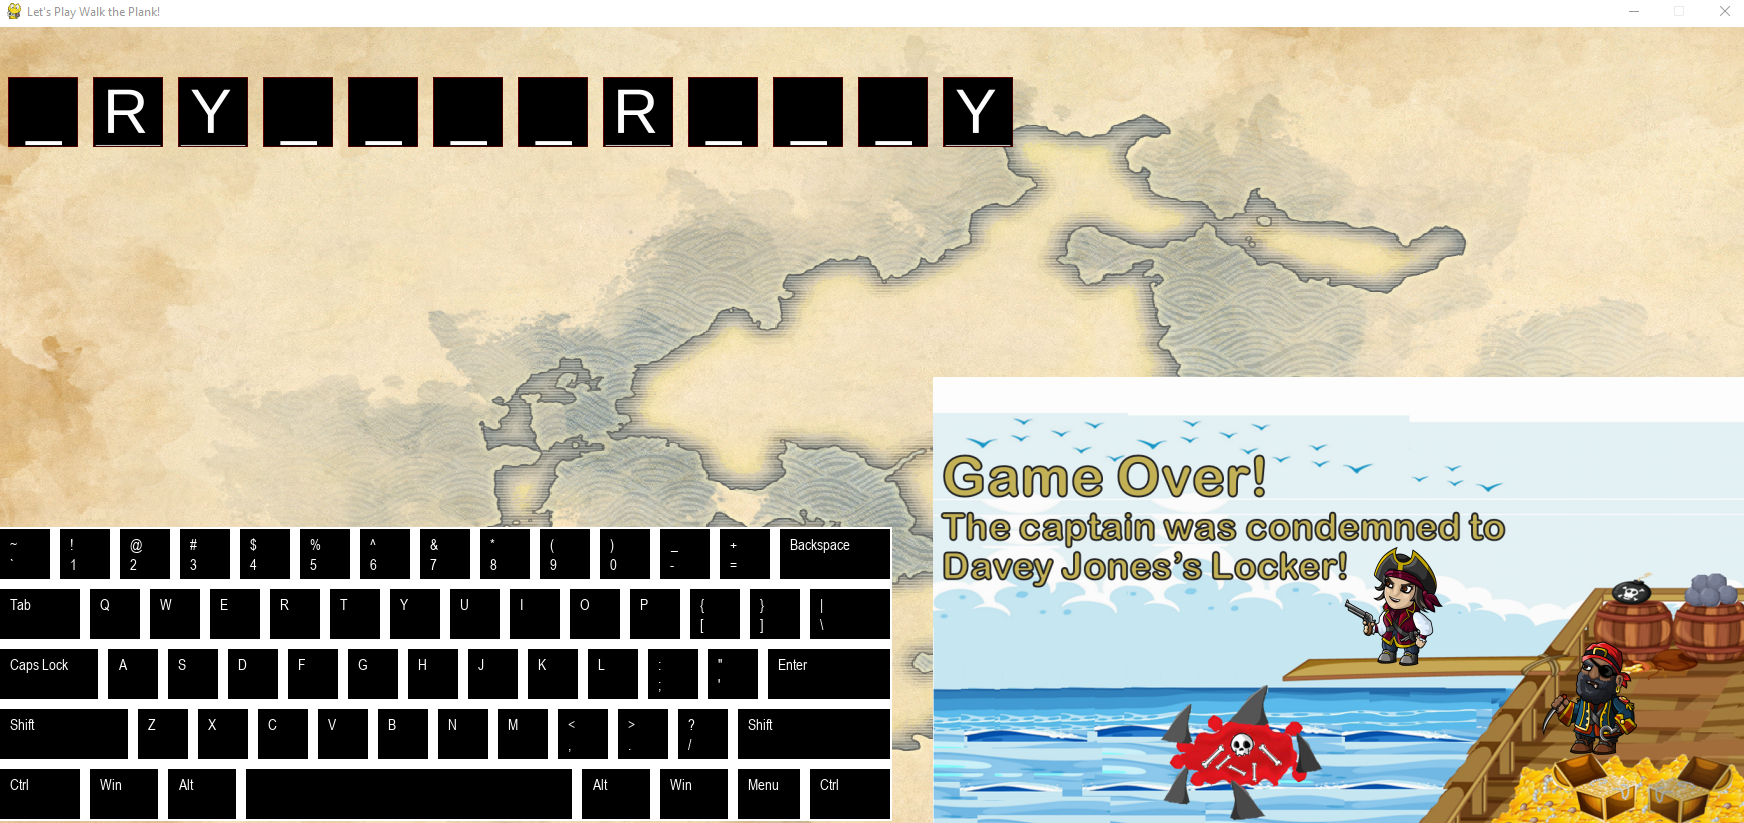 Let's Play Walk the Plank!
_ R Y _ _ _ _ R _ _ _ Y
Game Over!
The captain was condemned to
Davey Jones's Locker!
~ ! @ # $ % ^ & * ( ) _ + Backspace
` 1 2 3 4 5 6 7 8 9 0 - =
Tab Q W E R T Y U I O P { } |
[ ] \
Caps Lock A S D F G H J K L : " Enter
; '
Shift Z X C V B N M < > ? Shift
, . /
Ctrl Win Alt Alt Win Menu Ctrl